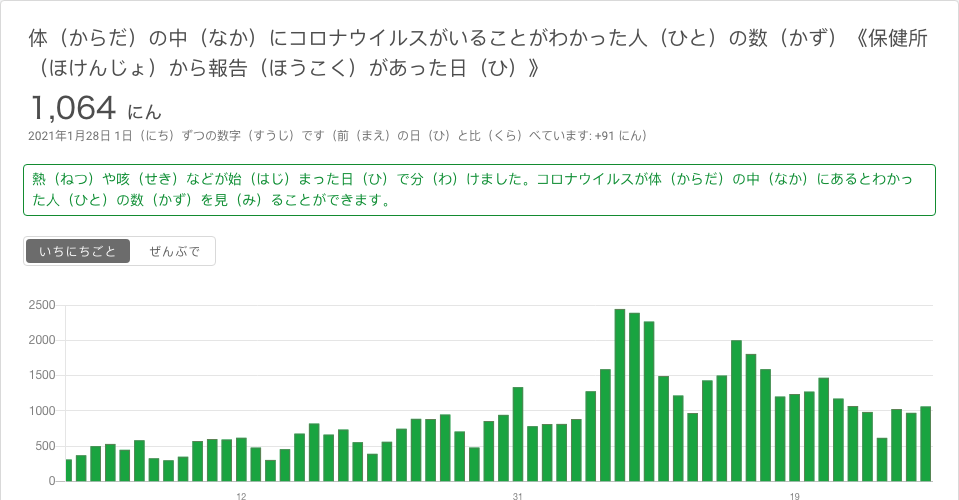 体（からだ）の中（なか）にコロナウイルスがいることがわかった人（ひと）の数（かず）《保健所
（ほけんじょ）から報告（ほうこく）があった日（ひ）》
1,064 にん
2021年1月28日 1日（にち）ずつの数字（すうじ）です（前（まえ）の日（ひ）と比（くら）べています: +91 にん）
熱（ねつ）や咳（せき）などが始（はじ）まった日（ひ）で分（わ）けました。コロナウイルスが体（からだ）の中（なか）にあるとわかっ
た人（ひと）の数（かず）を見（み）ることができます。
いちにちごと ぜんぶで
2500
2000
1500
1000
500
0
12 31 19